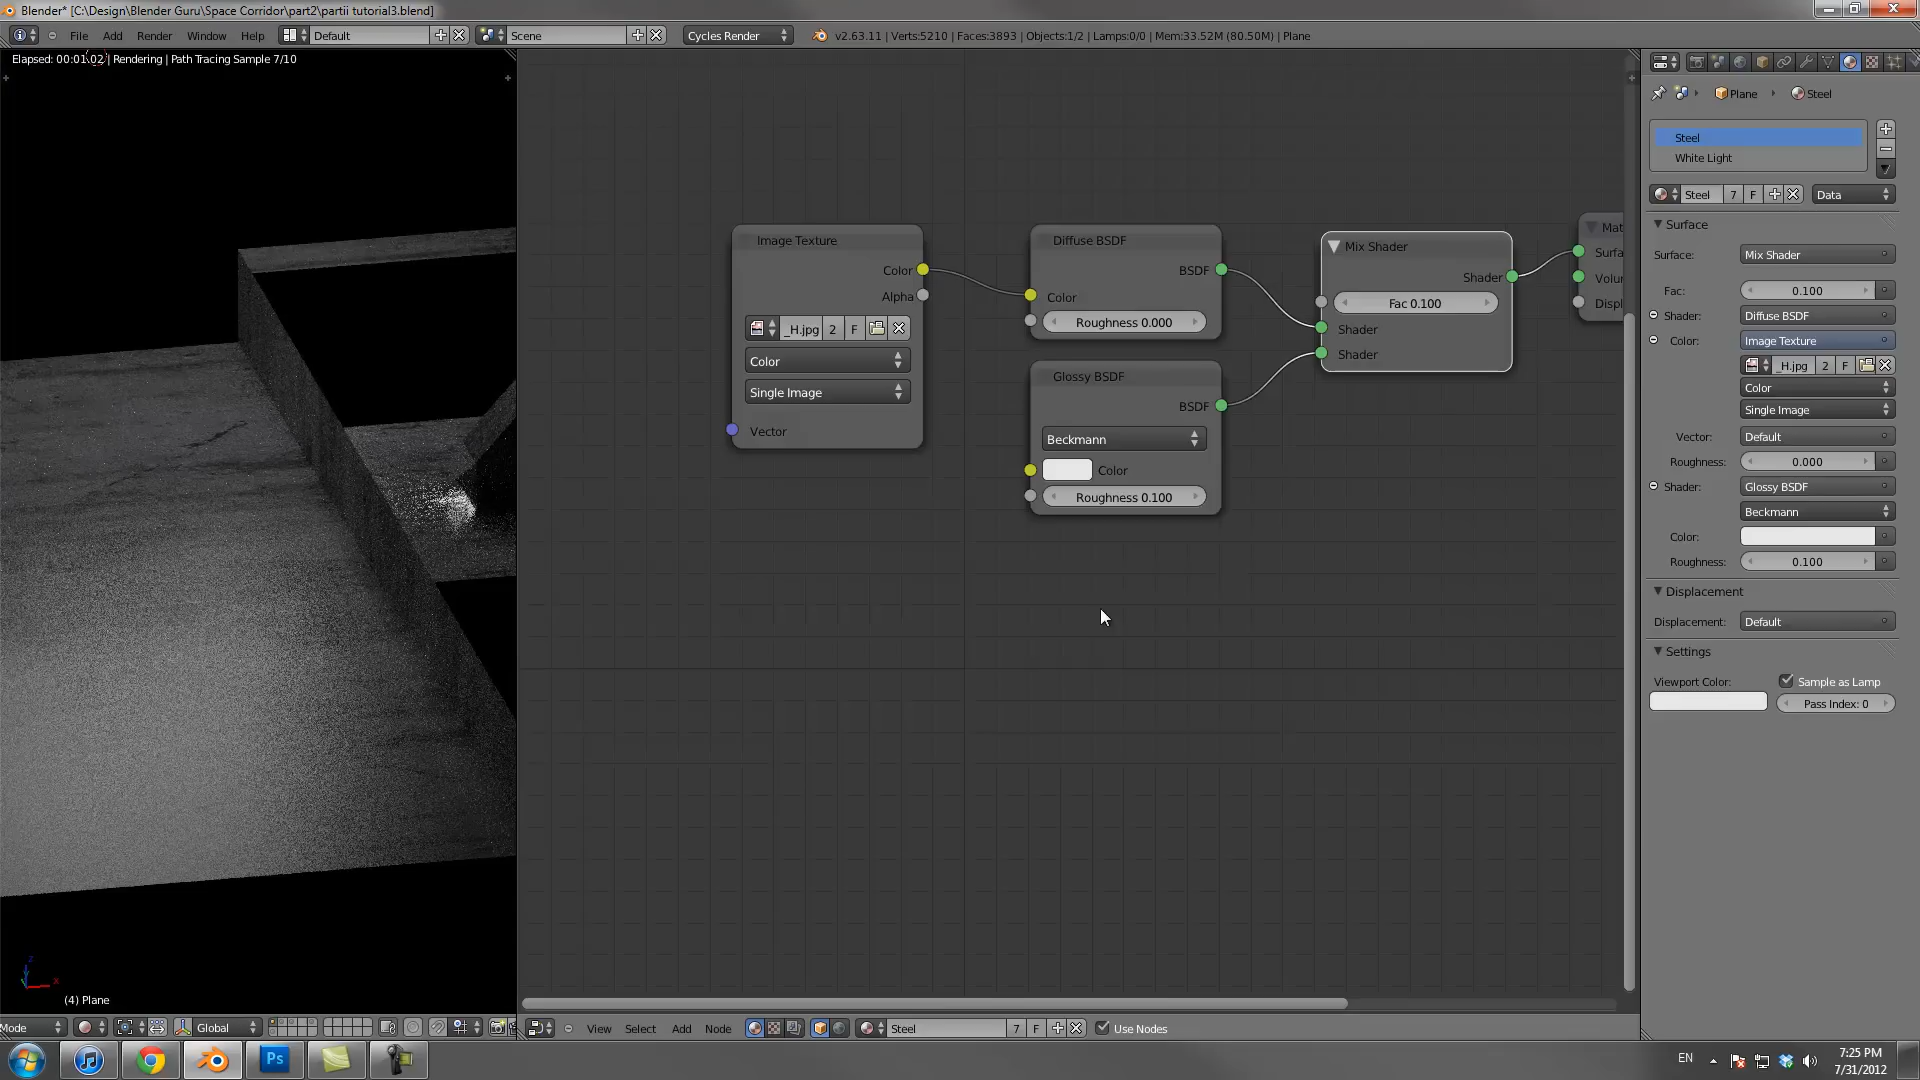 Blender* [C:\Design\Blender Guru\Space Corridor\part2\partii tutorial3.blend]
File Add Render Window Help Default Scene Cycles Render v2.63.11 | Verts:5210 | Faces:3893 | Objects:1/2 | Lamps:0/0 | Mem:33.52M (80.50M) | Plane
Elapsed: 00:01.02 | Rendering | Path Tracing Sample 7/10
Plane Steel
Steel
White Light
Steel 7 F Data
Image Texture
Color
Alpha
_H.jpg 2 F
Color
Single Image
Vector
Diffuse BSDF
BSDF
Color
Roughness 0.000
Glossy BSDF
BSDF
Beckmann
Color
Roughness 0.100
Mix Shader
Shader
Fac 0.100
Shader
Shader
Mat
Surfa
Volu
Displ
Surface
Surface: Mix Shader
Fac: 0.100
Shader: Diffuse BSDF
Color: Image Texture
_H.jpg 2 F
Color
Single Image
Vector: Default
Roughness: 0.000
Shader: Glossy BSDF
Beckmann
Color:
Roughness: 0.100
Displacement
Displacement: Default
Settings
Viewport Color: Sample as Lamp
Pass Index: 0
z
x
(4) Plane
Mode Global View Select Add Node Steel 7 F Use Nodes
Ps
EN
7:25 PM
7/31/2012